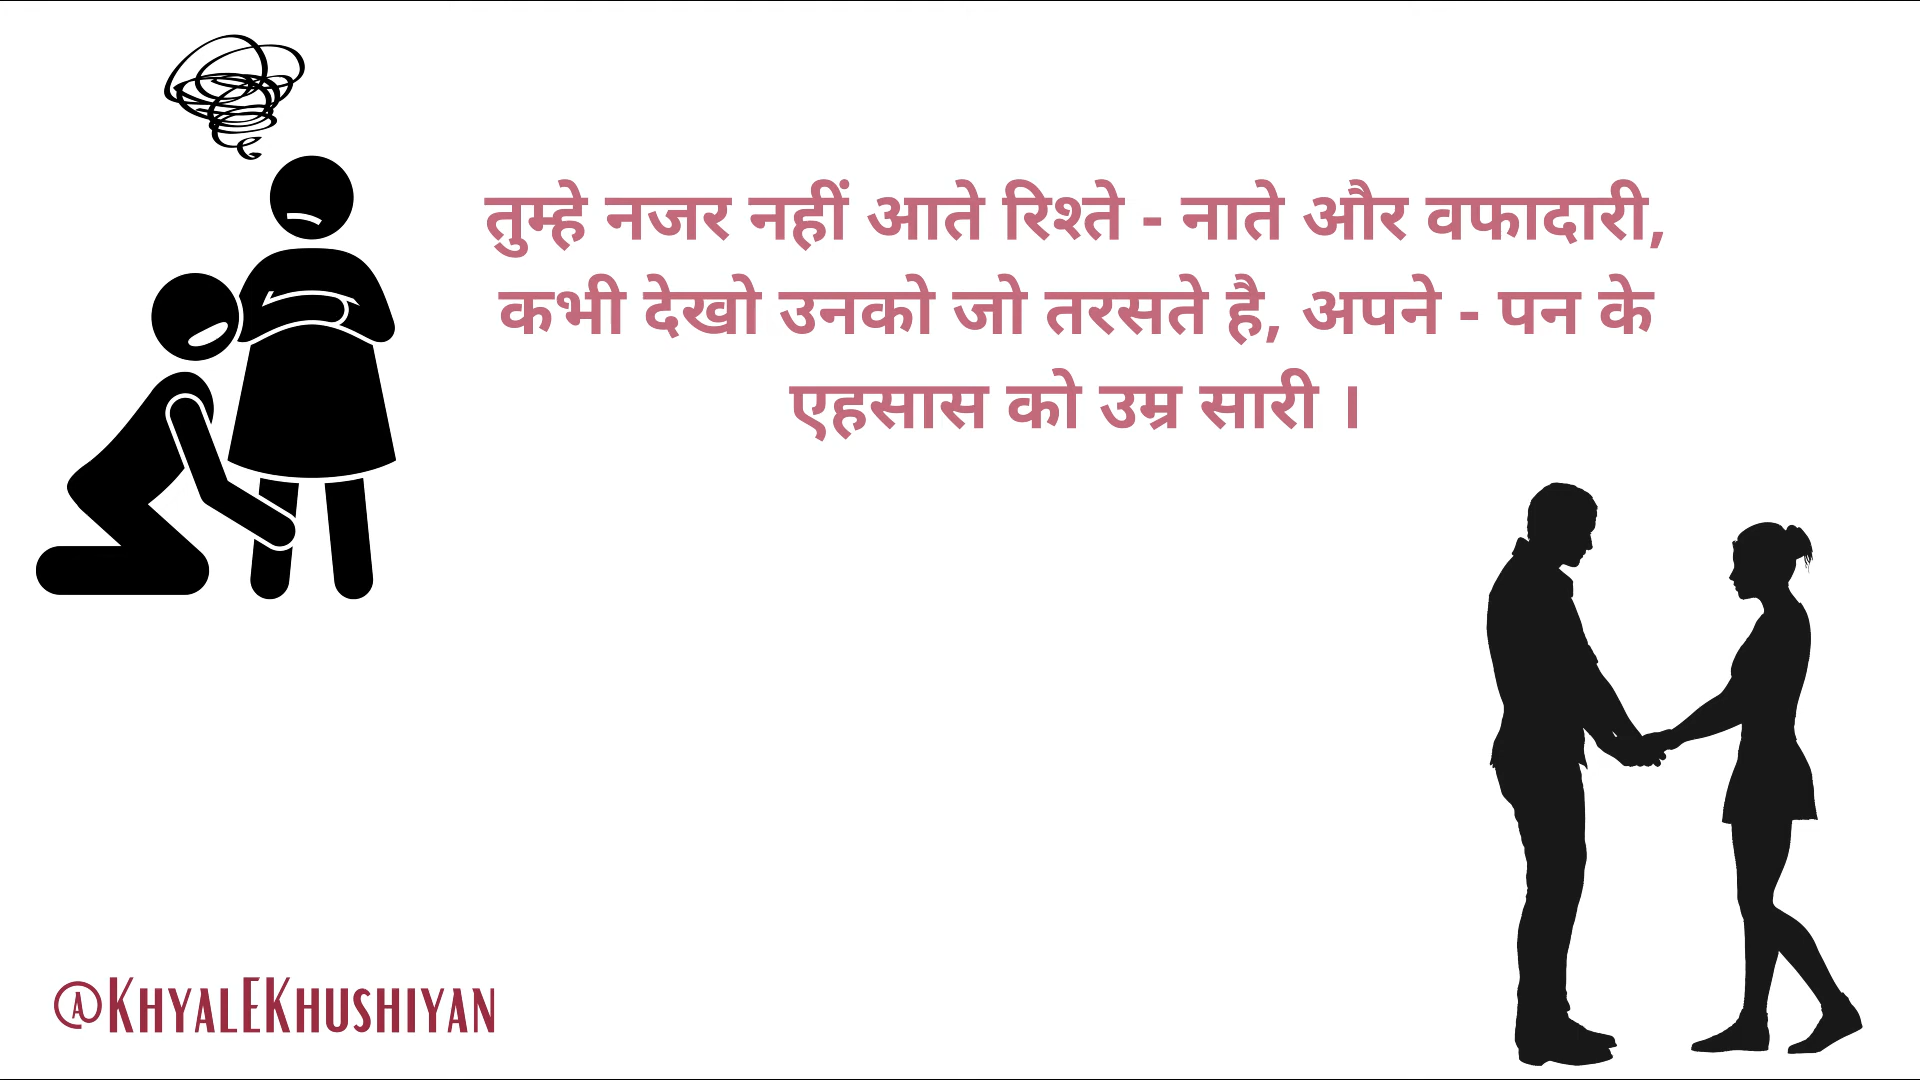 तुम्हे नजर नहीं आते रिश्ते - नाते और वफादारी,
कभी देखो उनको जो तरसते है, अपने - पन के
एहसास को उम्र सारी ।
@KhyalEKhushiyan